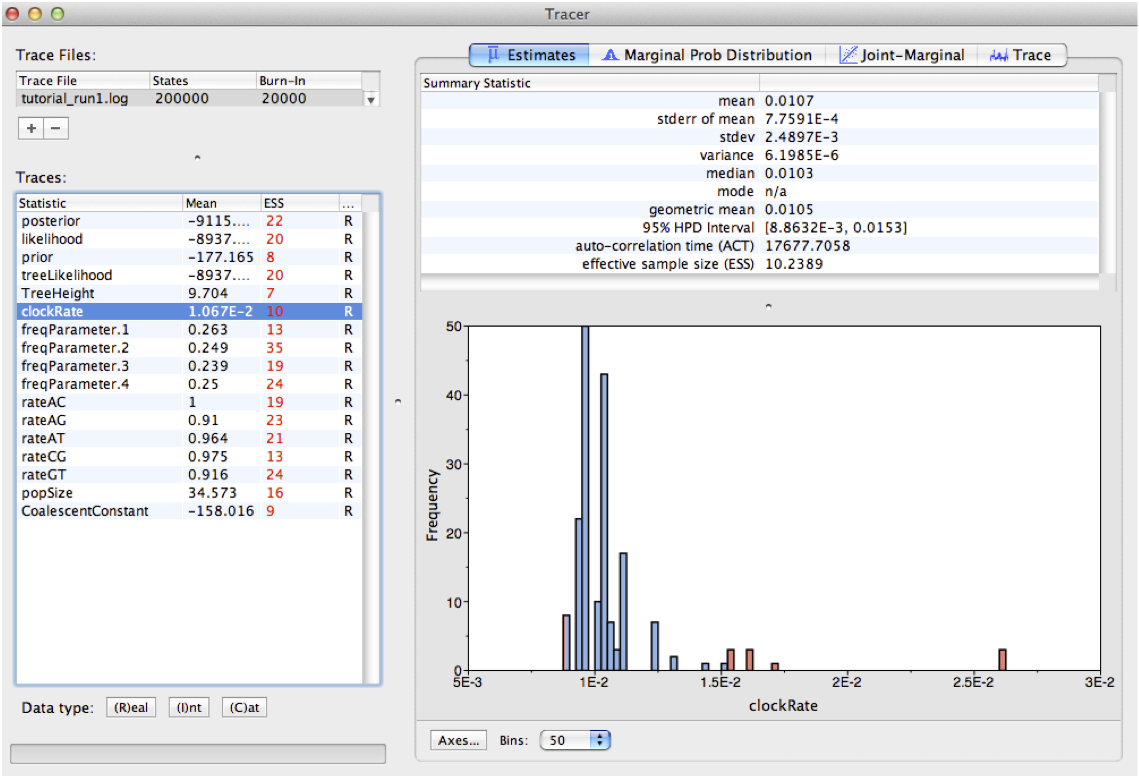 Tracer
Trace Files:
Trace File States Burn-In
tutorial_run1.log 200000 20000
+ −
Traces:
Statistic Mean ESS ...
posterior -9115.... 22 R
likelihood -8937.... 20 R
prior -177.165 8 R
treeLikelihood -8937.... 20 R
TreeHeight 9.704 7 R
clockRate 1.067E-2 10 R
freqParameter.1 0.263 13 R
freqParameter.2 0.249 35 R
freqParameter.3 0.239 19 R
freqParameter.4 0.25 24 R
rateAC 1 19 R
rateAG 0.91 23 R
rateAT 0.964 21 R
rateCG 0.975 13 R
rateGT 0.916 24 R
popSize 34.573 16 R
CoalescentConstant -158.016 9 R
Data type: (R)eal (I)nt (C)at
Estimates Marginal Prob Distribution Joint-Marginal Trace
Summary Statistic
mean 0.0107
stderr of mean 7.7591E-4
stdev 2.4897E-3
variance 6.1985E-6
median 0.0103
mode n/a
geometric mean 0.0105
95% HPD Interval [8.8632E-3, 0.0153]
auto-correlation time (ACT) 17677.7058
effective sample size (ESS) 10.2389
50
40
30
20
10
0
Frequency
5E-3 1E-2 1.5E-2 2E-2 2.5E-2 3E-2
clockRate
Axes... Bins: 50